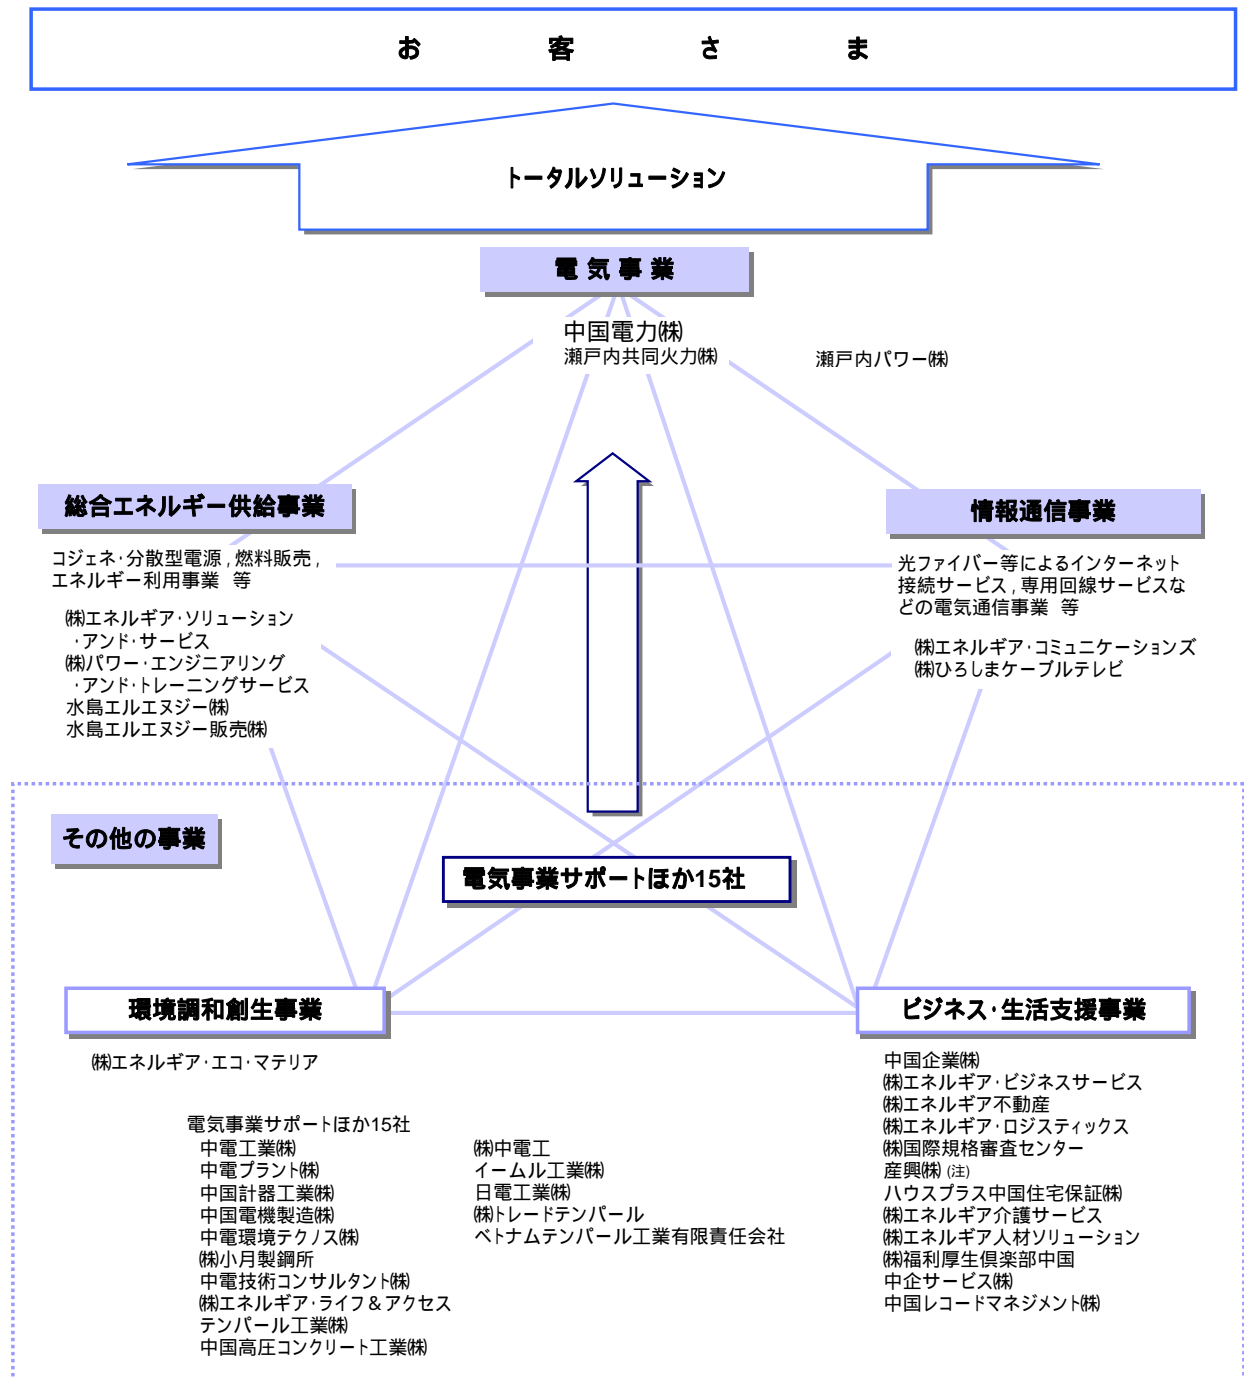 お客さま
トータルソリューション
電気事業
中国電力㈱
瀬戸内共同火力㈱
瀬戸内パワー㈱
総合エネルギー供給事業
コジェネ・分散型電源,燃料販売,
エネルギー利用事業 等
㈱エネルギア・ソリューション
・アンド・サービス
㈱パワー・エンジニアリング
・アンド・トレーニングサービス
水島エルエヌジー㈱
水島エルエヌジー販売㈱
情報通信事業
光ファイバー等によるインターネット
接続サービス,専用回線サービスな
どの電気通信事業 等
㈱エネルギア・コミュニケーションズ
㈱ひろしまケーブルテレビ
その他の事業
電気事業サポートほか15社
環境調和創生事業
㈱エネルギア・エコ・マテリア
電気事業サポートほか15社
中電工業㈱
中電プラント㈱
中国計器工業㈱
中国電機製造㈱
中電環境テクノス㈱
㈱小月製鋼所
中電技術コンサルタント㈱
㈱エネルギア・ライフ&アクセス
テンパール工業㈱
中国高圧コンクリート工業㈱
㈱中電工
イームル工業㈱
日電工業㈱
㈱トレードテンパール
ベトナムテンパール工業有限責任会社
ビジネス・生活支援事業
中国企業㈱
㈱エネルギア・ビジネスサービス
㈱エネルギア不動産
㈱エネルギア・ロジスティックス
㈱国際規格審査センター
産興㈱(注)
ハウスプラス中国住宅保証㈱
㈱エネルギア介護サービス
㈱エネルギア人材ソリューション
㈱福利厚生倶楽部中国
中企サービス㈱
中国レコードマネジメント㈱